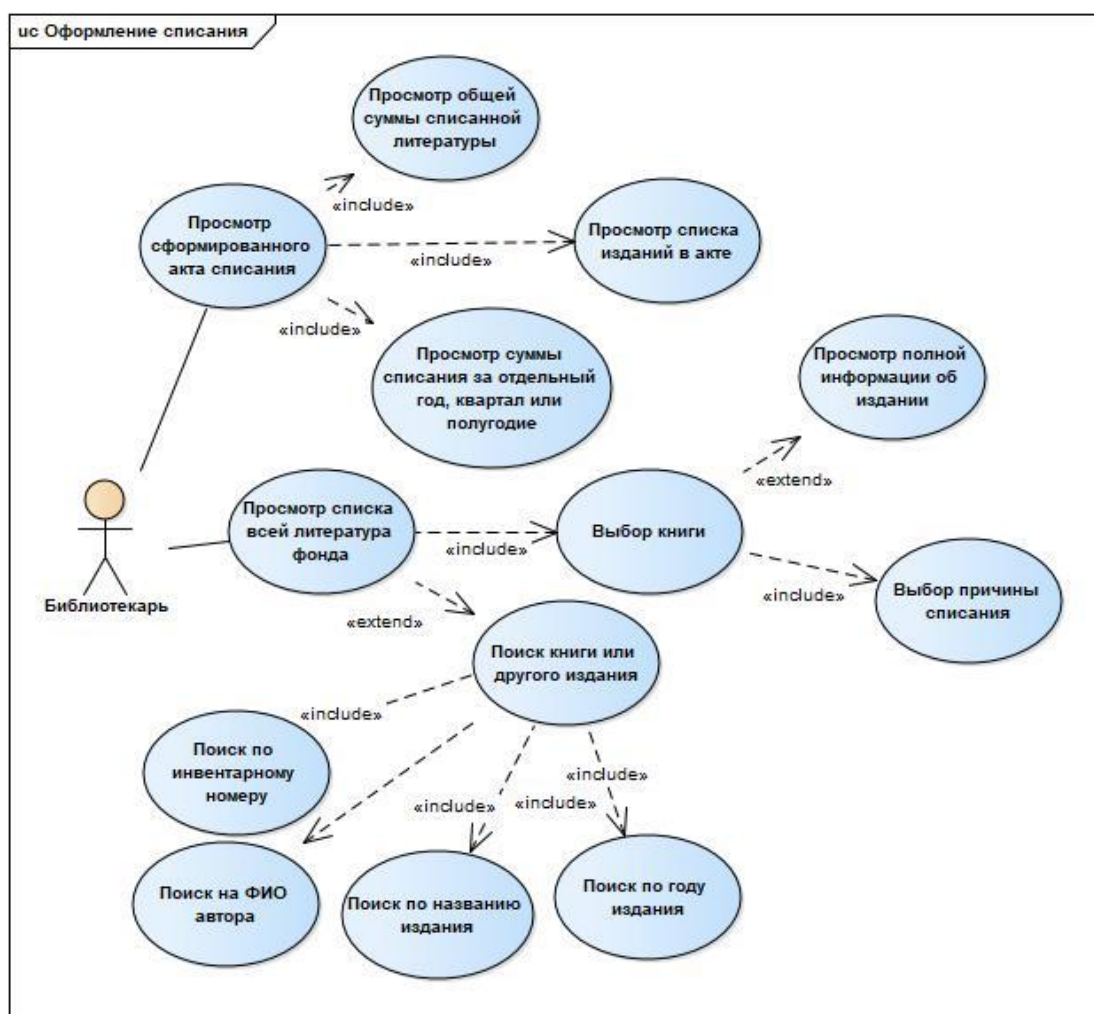 uc Оформление списания
Просмотр общей
суммы списанной
литературы
«include»
Просмотр
сформированного
акта списания
«include»
Просмотр списка
изданий в акте
«include»
Просмотр суммы
списания за отдельный
год, квартал или
полугодие
Просмотр полной
информации об
издании
«extend»
Библиотекарь
Просмотр списка
всей литература
фонда
«include»
Выбор книги
«include»
Выбор причины
списания
«extend»
Поиск книги или
другого издания
«include»
Поиск по
инвентарному
номеру
«include»
«include»
«include»
Поиск на ФИО
автора
Поиск по названию
издания
Поиск по году
издания